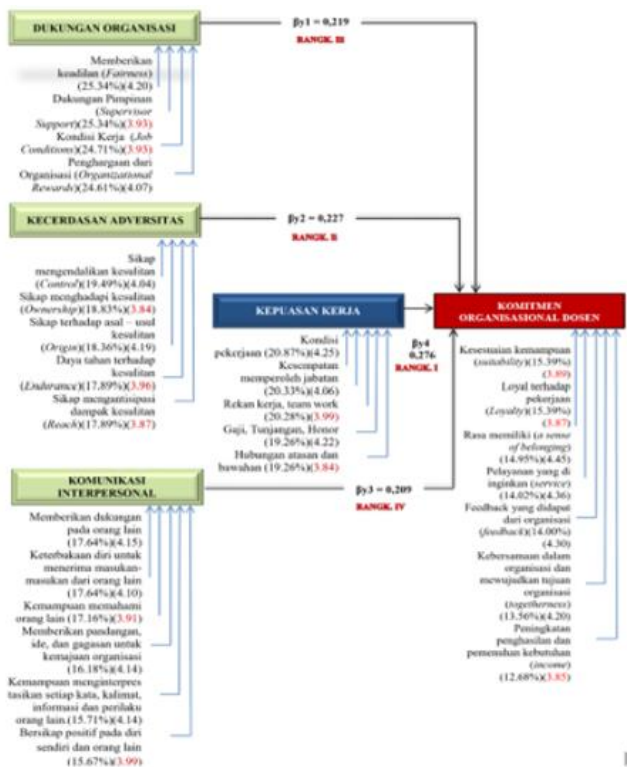 DUKUNGAN ORGANISASI
Memberikan
keadilan (Fairness)
(25.34%)(4.20)
Dukungan Pimpinan
(Supervisor
Support)(25.34%)(3.93)
Kondisi Kerja (Job
Conditions)(24.71%)(3.93)
Penghargaan dari
Organisasi (Organizational
Rewards)(24.61%)(4.07)
βy1 = 0,219
RANGK. III
KECERDASAN ADVERSITAS
Sikap
mengendalikan kesulitan
(Control)(19.49%)(4.04)
Sikap menghadapi kesulitan
(Ownership)(18.83%)(3.84)
Sikap terhadap asal – usul
kesulitan
(Origin)(18.36%)(4.19)
Daya tahan terhadap
kesulitan
(Endurance)(17.89%)(3.96)
Sikap mengantisipasi
dampak kesulitan
(Reach)(17.89%)(3.87)
βy2 = 0,227
RANGK. II
KEPUASAN KERJA
Kondisi
pekerjaan (20.87%)(4.25)
Kesempatan
memperoleh jabatan
(20.33%)(4.06)
Rekan kerja, team work
(20.28%)(3.99)
Gaji, Tunjangan, Honor
(19.26%)(4.22)
Hubungan atasan dan
bawahan (19.26%)(3.84)
βy4
0,276
RANGK. I
KOMITMEN
ORGANISASIONAL DOSEN
Kesesuaian kemampuan
(suitability)(15.39%)
(3.89)
Loyal terhadap
pekerjaan
(Loyalty)(15.39%)
(3.87)
Rasa memiliki (a sense
of belonging)
(14.95%)(4.45)
Pelayanan yang di
inginkan (service)
(14.02%)(4.36)
Feedback yang didapat
dari organisasi
(feedback)(14.00%)
(4.30)
Kebersamaan dalam
organisasi dan
mewujudkan tujuan
organisasi
(togetherness)
(13.56%)(4.20)
Peningkatan
penghasilan dan
pemenuhan kebutuhan
(income)
(12.68%)(3.85)
KOMUNIKASI
INTERPERSONAL
Memberikan dukungan
pada orang lain
(17.64%)(4.15)
Keterbakaan diri untuk
menerima masukan-
masukan dari orang lain
(17.64%)(4.10)
Kemampuan memahami
orang lain (17.16%)(3.91)
Memberikan pandangan,
ide, dan gagasan untuk
kemajuan organisasi
(16.18%)(4.14)
Kemampuan menginterpres
tasikan setiap kata, kalimat,
informasi dan perilaku
orang lain.(15.71%)(4.14)
Bersikap positif pada diri
sendiri dan orang lain
(15.67%)(3.99)
βy3 = 0,209
RANGK. IV